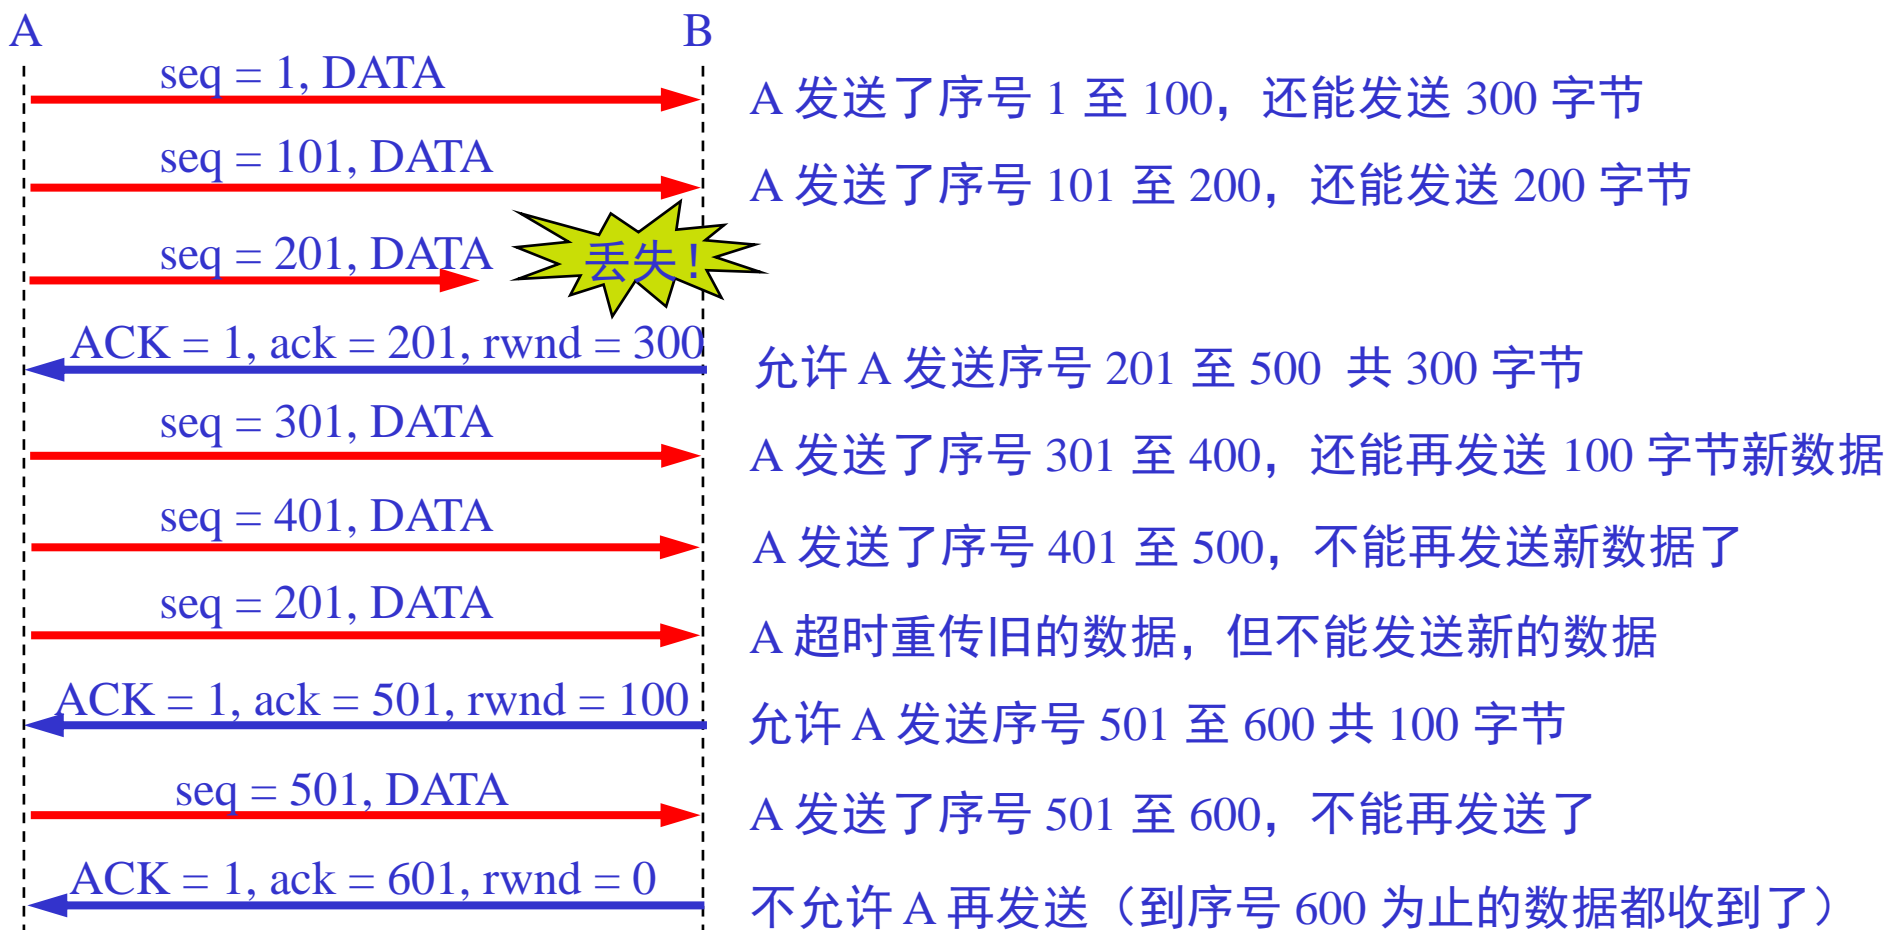 A B
seq = 1, DATA
A 发送了序号 1 至 100，还能发送 300 字节
seq = 101, DATA
A 发送了序号 101 至 200，还能发送 200 字节
seq = 201, DATA
丢失！
ACK = 1, ack = 201, rwnd = 300
允许 A 发送序号 201 至 500 共 300 字节
seq = 301, DATA
A 发送了序号 301 至 400，还能再发送 100 字节新数据
seq = 401, DATA
A 发送了序号 401 至 500，不能再发送新数据了
seq = 201, DATA
A 超时重传旧的数据，但不能发送新的数据
ACK = 1, ack = 501, rwnd = 100
允许 A 发送序号 501 至 600 共 100 字节
seq = 501, DATA
A 发送了序号 501 至 600，不能再发送了
ACK = 1, ack = 601, rwnd = 0
不允许 A 再发送（到序号 600 为止的数据都收到了）